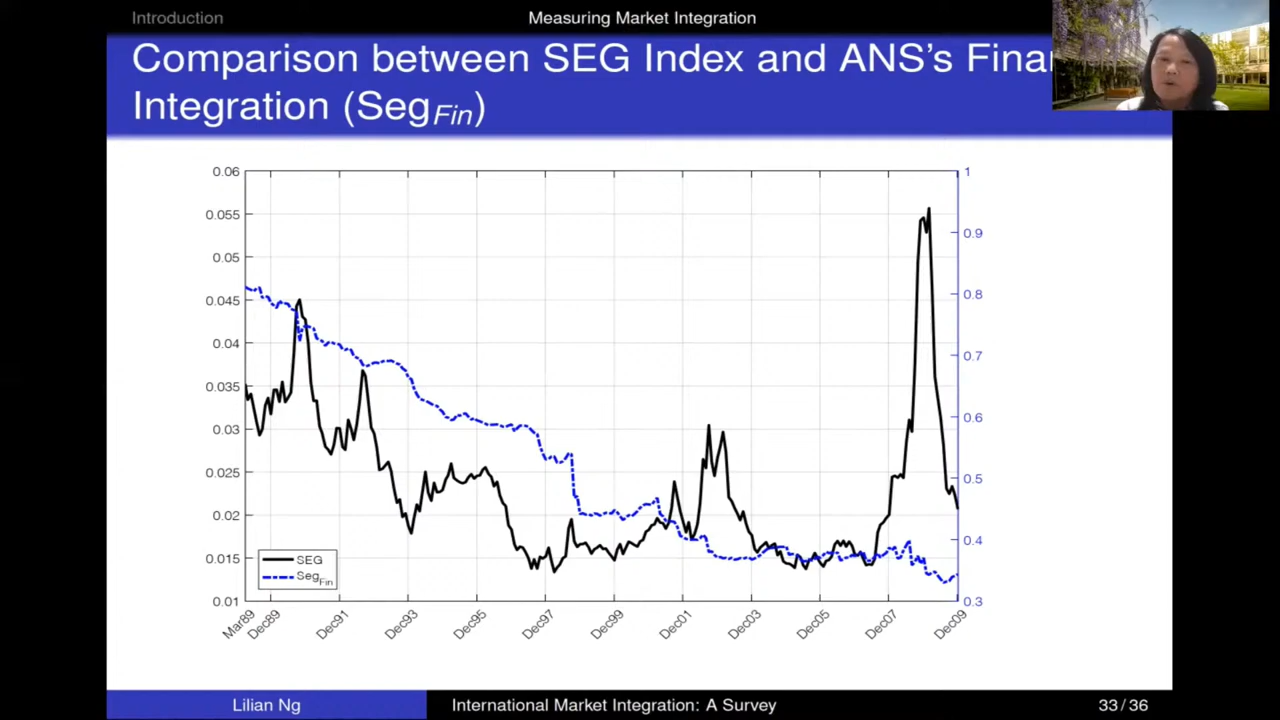 Introduction
Measuring Market Integration
Comparison between SEG Index and ANS's Finan
Integration (SegFin)
0.06
0.055
0.05
0.045
0.04
0.035
0.03
0.025
0.02
0.015
0.01
1
0.9
0.8
0.7
0.6
0.5
0.4
0.3
SEG
SegFin
Mar89
Dec89
Dec91
Dec93
Dec95
Dec97
Dec99
Dec01
Dec03
Dec05
Dec07
Dec09
Lilian Ng
International Market Integration: A Survey
33 / 36